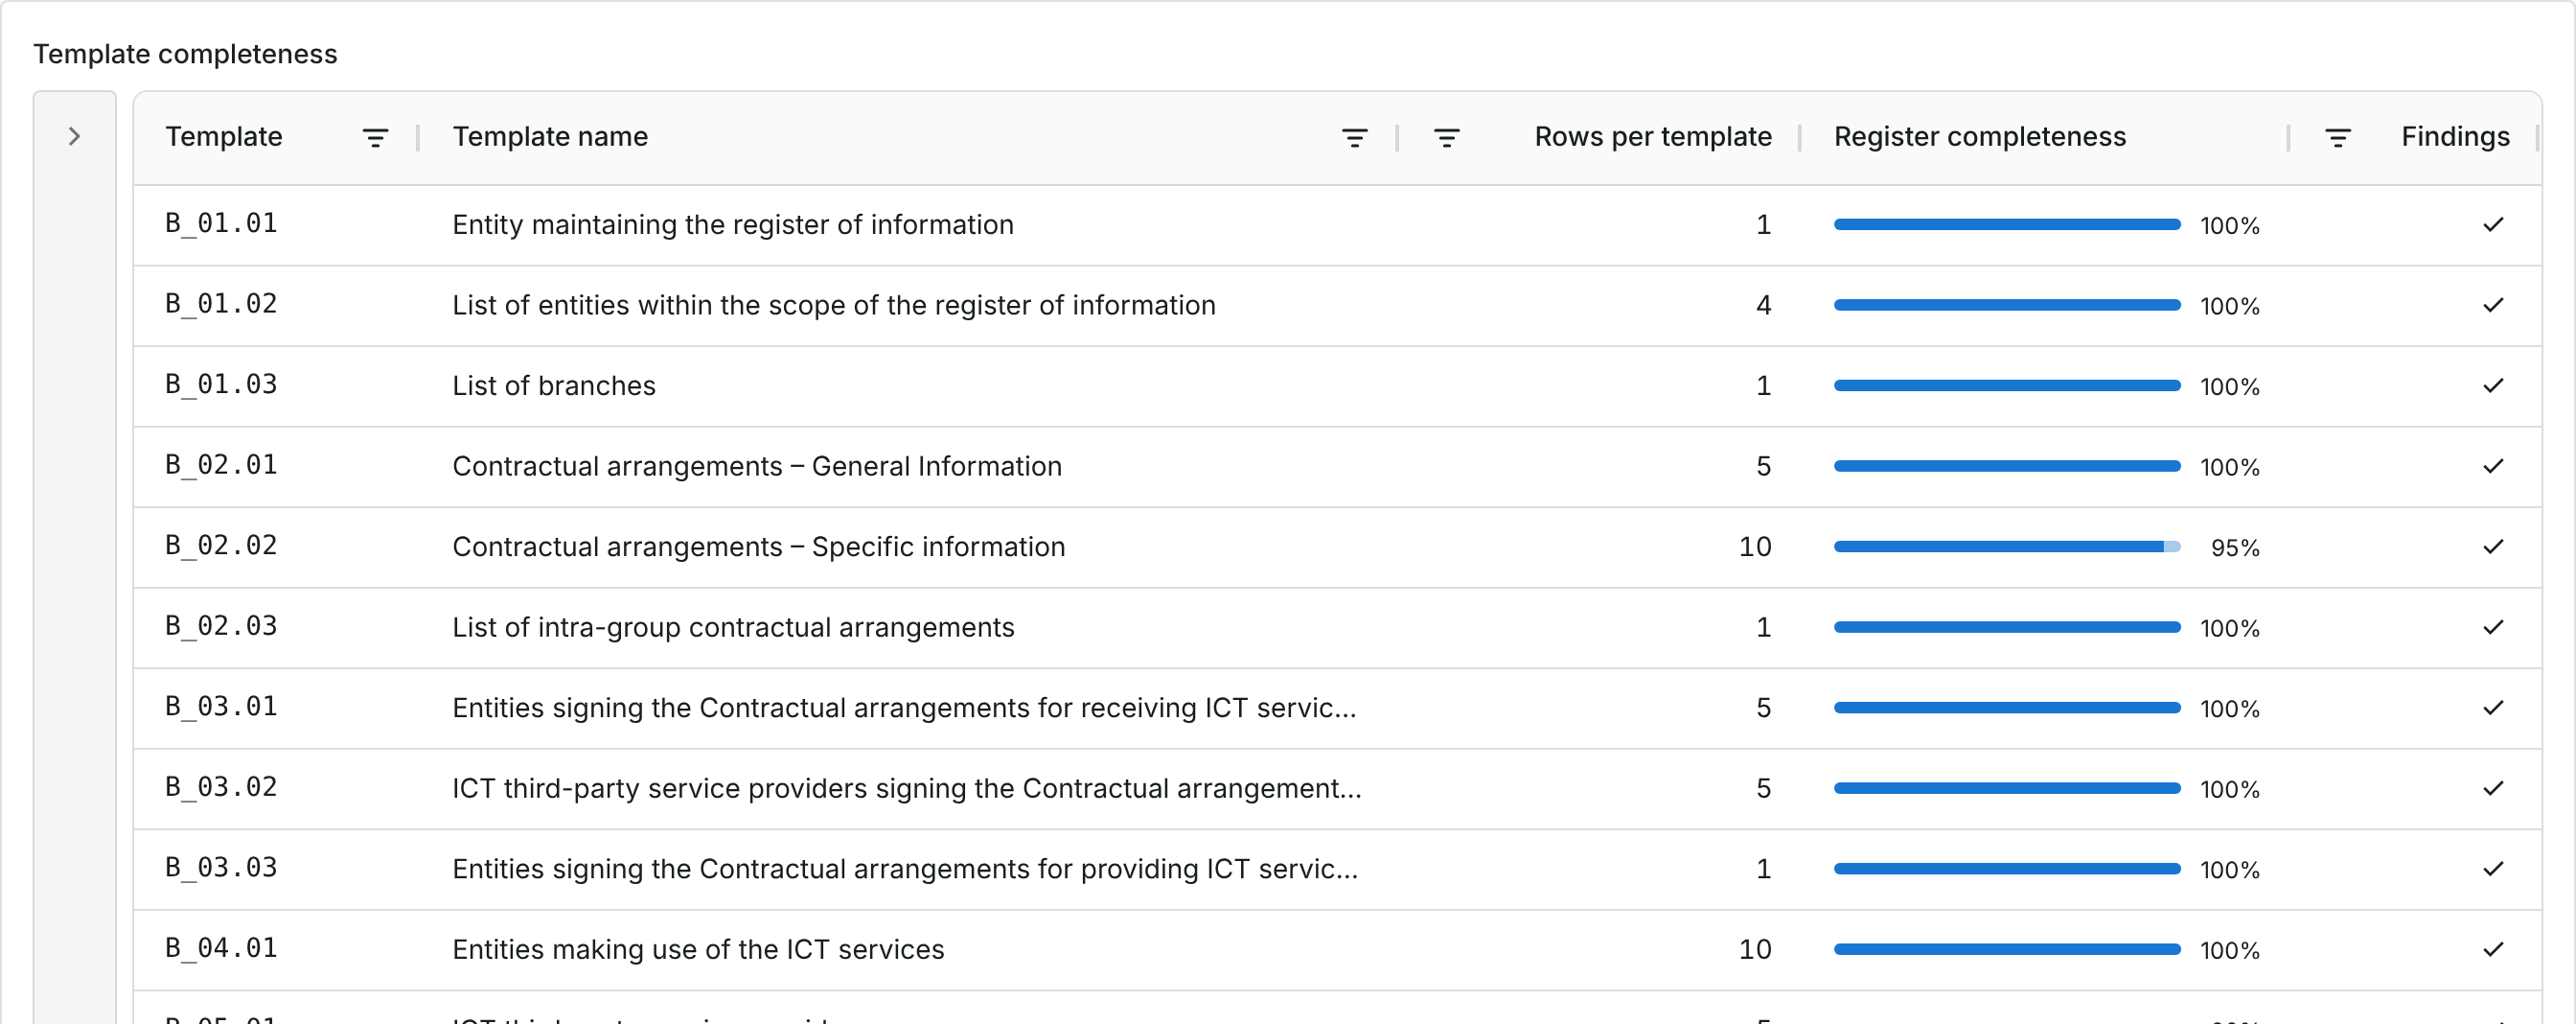 Template completeness
Template Template name Rows per template Register completeness Findings
B_01.01 Entity maintaining the register of information 1 100%
B_01.02 List of entities within the scope of the register of information 4 100%
B_01.03 List of branches 1 100%
B_02.01 Contractual arrangements – General Information 5 100%
B_02.02 Contractual arrangements – Specific information 10 95%
B_02.03 List of intra-group contractual arrangements 1 100%
B_03.01 Entities signing the Contractual arrangements for receiving ICT servic... 5 100%
B_03.02 ICT third-party service providers signing the Contractual arrangement... 5 100%
B_03.03 Entities signing the Contractual arrangements for providing ICT servic... 1 100%
B_04.01 Entities making use of the ICT services 10 100%